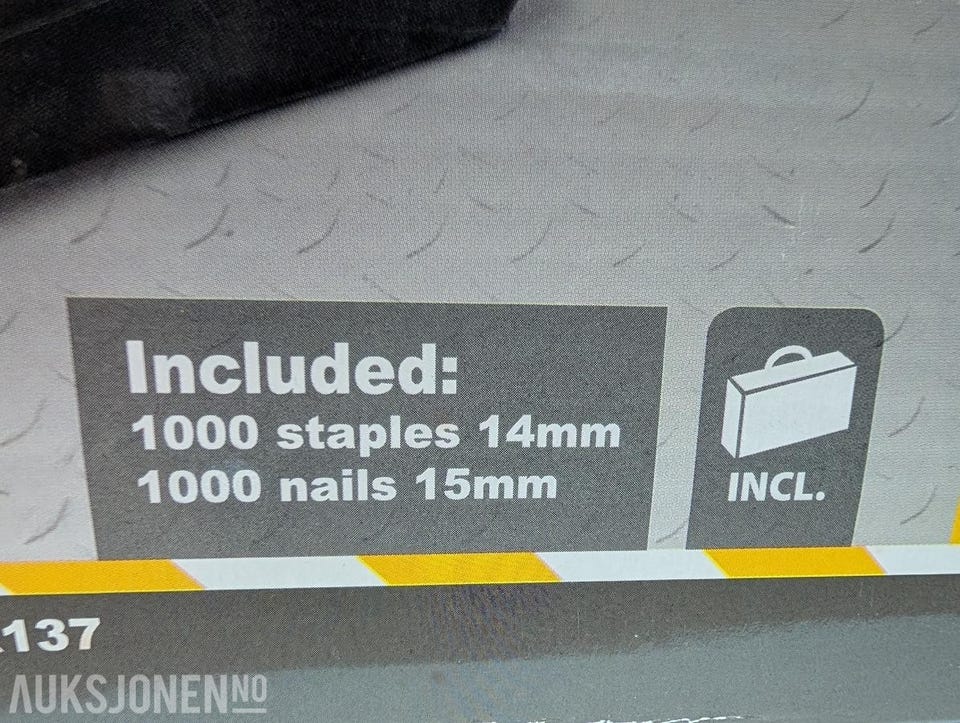 Included:
1000 staples 14mm
1000 nails 15mm
INCL.
137
AUKSJONEN NO